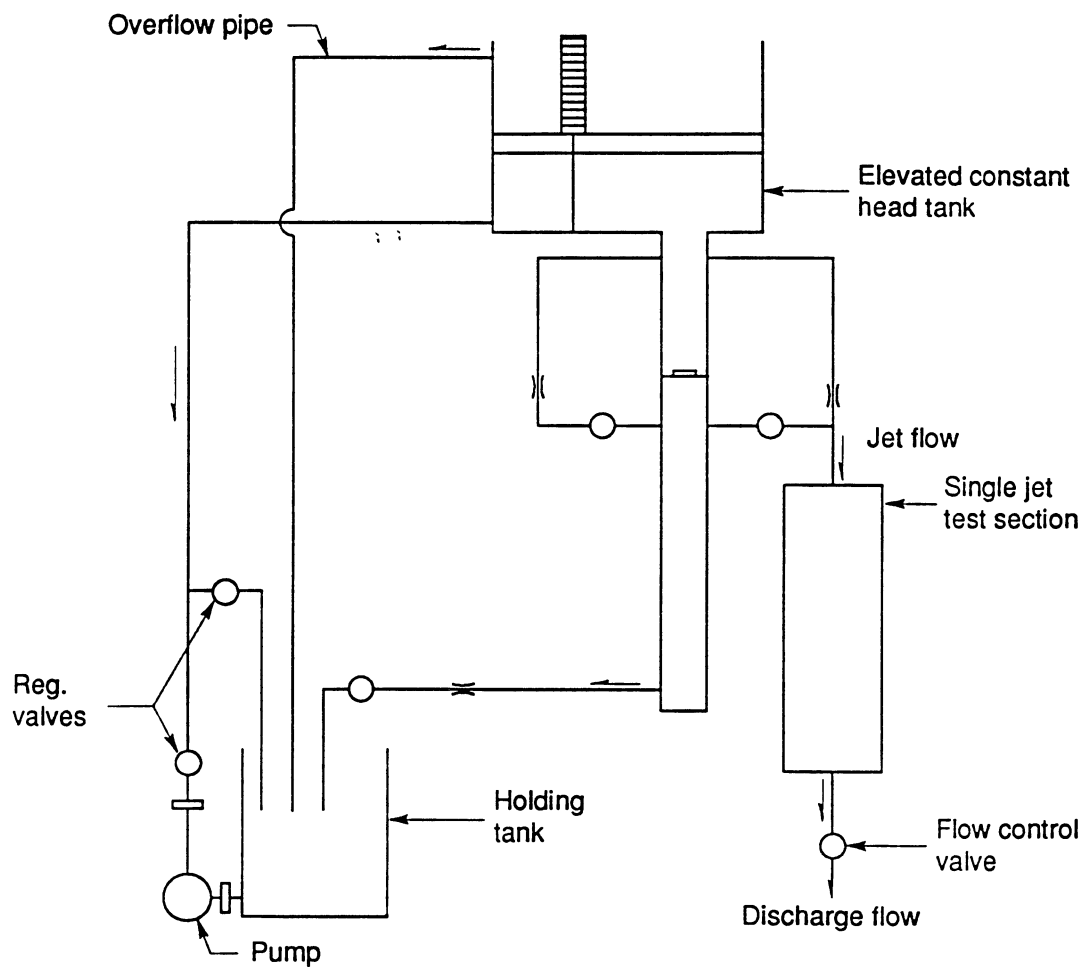 Overflow pipe
Elevated constant
head tank
Jet flow
Single jet
test section
Reg.
valves
Holding
tank
Flow control
valve
Discharge flow
Pump